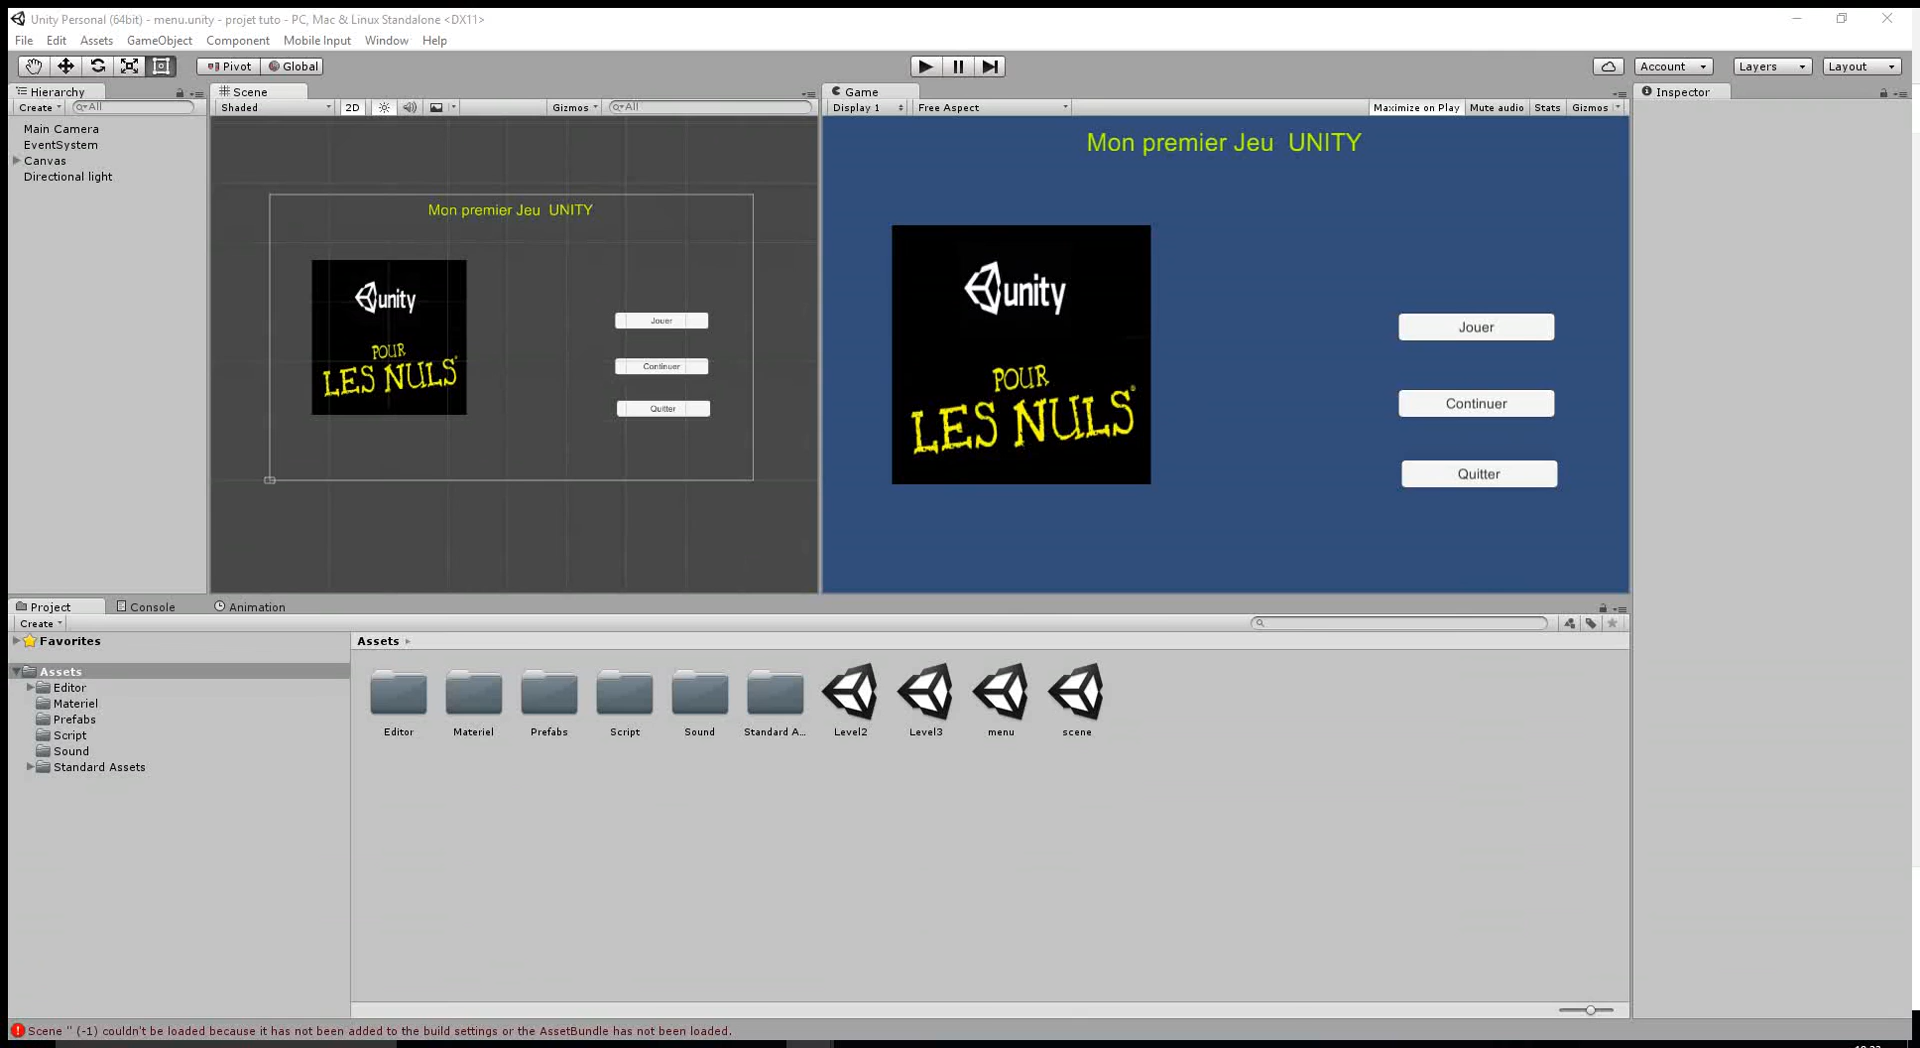 Unity Personal (64bit) - menu.unity - projet tuto - PC, Mac & Linux Standalone <DX11>
File Edit Assets GameObject Component Mobile Input Window Help
Pivot Global Account Layers Layout
Hierarchy
Create All
Main Camera
EventSystem
Canvas
Directional light
Scene
Shaded 2D Gizmos All
Mon premier Jeu UNITY
unity
POUR
LES NULS
Jouer
Continuer
Quitter
Game
Display 1 Free Aspect Maximize on Play Mute audio Stats Gizmos
Mon premier Jeu UNITY
unity
POUR
LES NULS
Jouer
Continuer
Quitter
Inspector
Project Console Animation
Create
Favorites
Assets
Editor
Materiel
Prefabs
Script
Sound
Standard Assets
Assets
Editor Materiel Prefabs Script Sound Standard A... Level2 Level3 menu scene
Scene '' (-1) couldn't be loaded because it has not been added to the build settings or the AssetBundle has not been loaded.